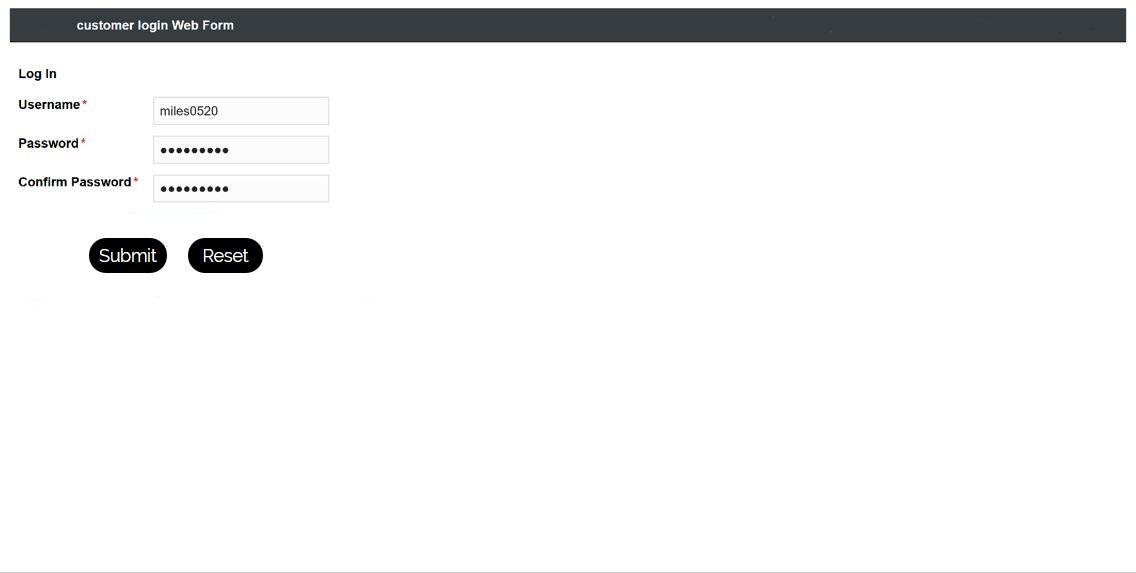 customer login Web Form
Log In
Username*
miles0520
Password*
●●●●●●●●●
Confirm Password*
●●●●●●●●●
Submit Reset